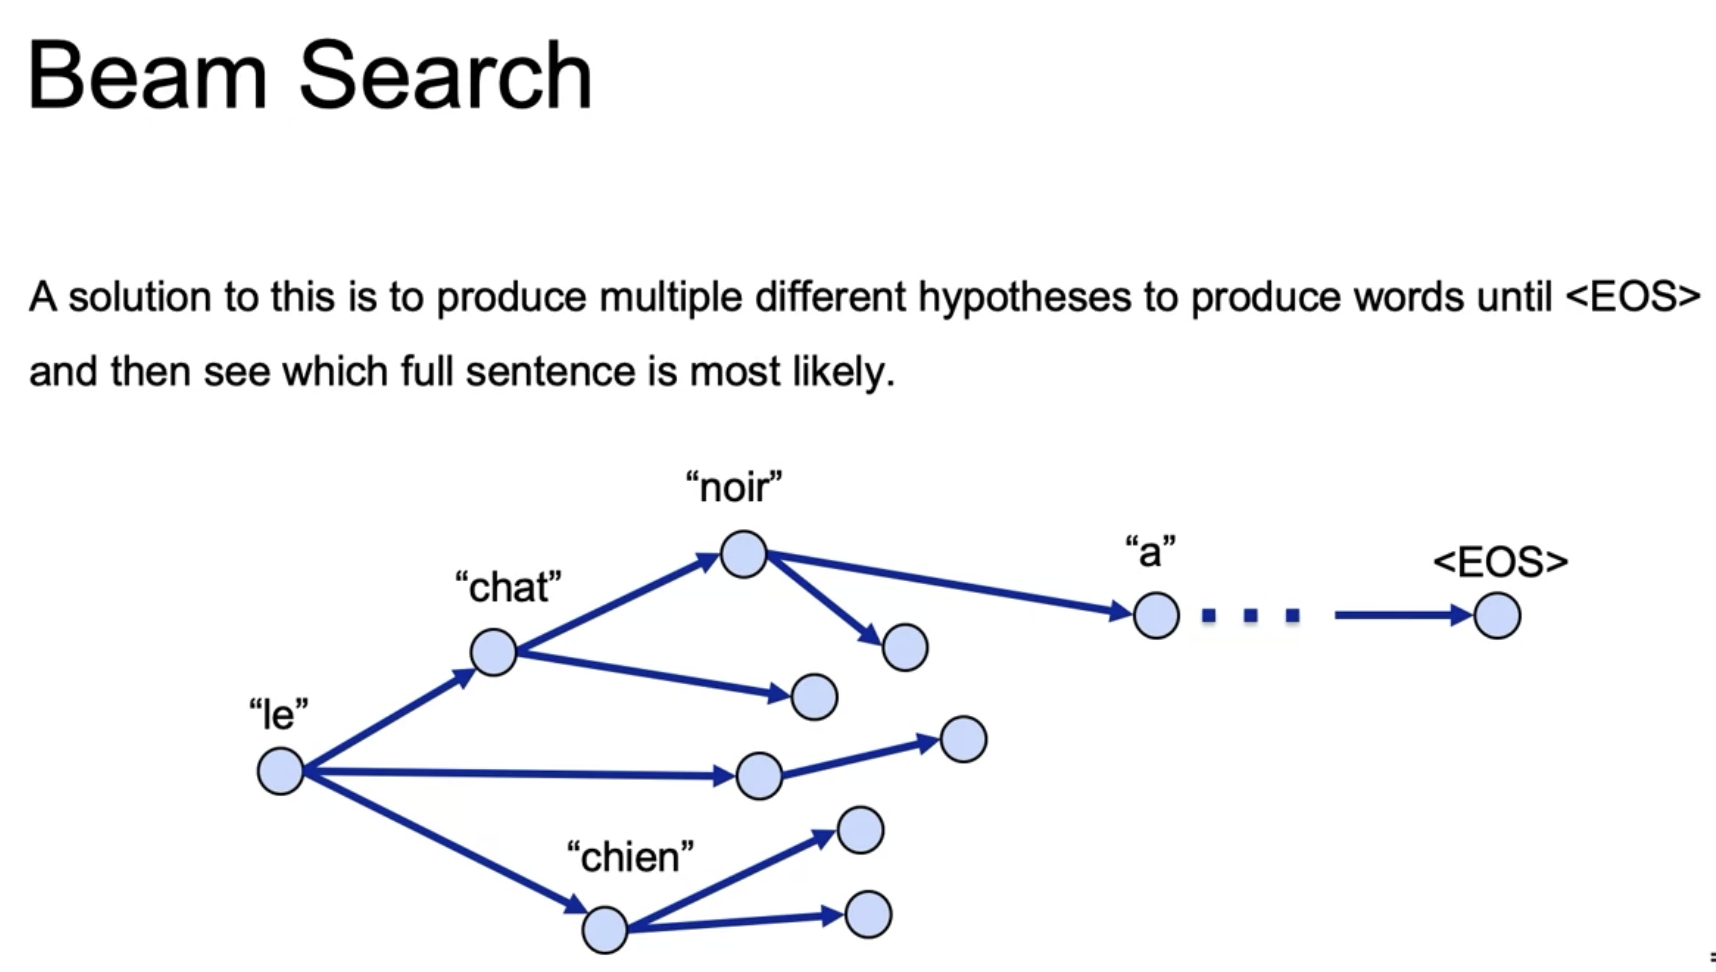 Beam Search
A solution to this is to produce multiple different hypotheses to produce words until <EOS>
and then see which full sentence is most likely.
“noir”
“a”
<EOS>
“chat”
“le”
“chien”